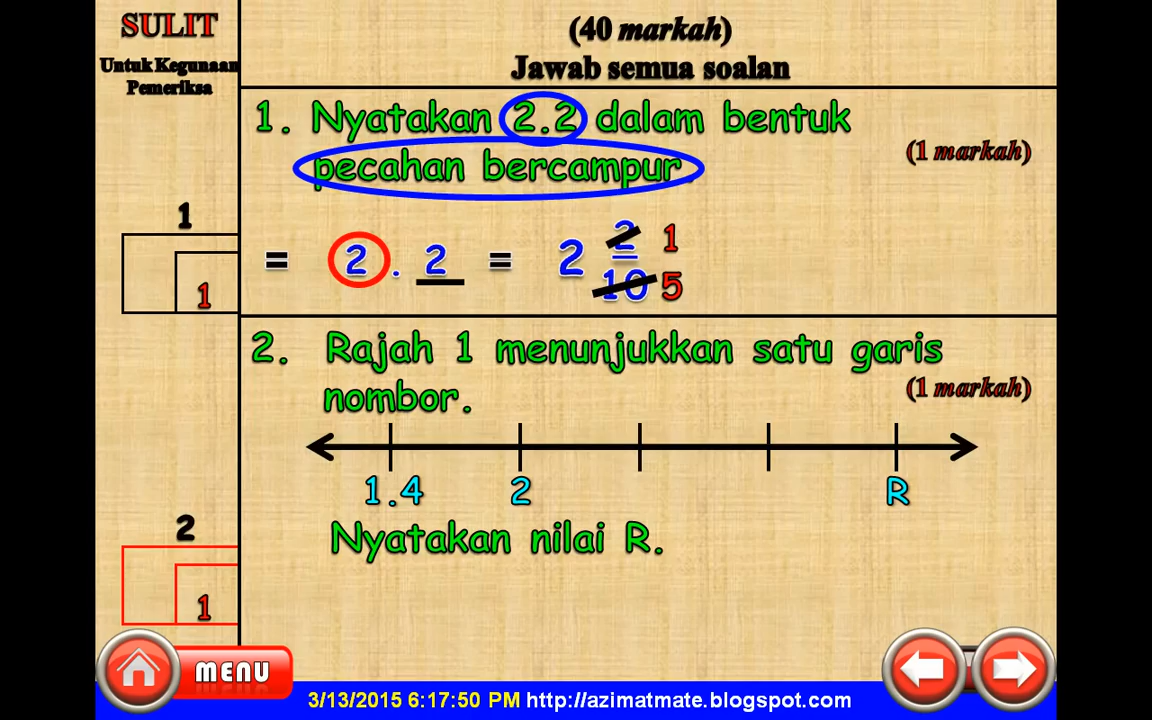 SULIT
Untuk Kegunaan
Pemeriksa
(40 markah)
Jawab semua soalan
1. Nyatakan 2.2 dalam bentuk
pecahan bercampur.
(1 markah)
1
1
= 2 . 2 = 2 2 1
10 5
2. Rajah 1 menunjukkan satu garis
nombor.
(1 markah)
1.4 2 R
Nyatakan nilai R.
2
1
MENU
3/13/2015 6:17:50 PM http://azimatmate.blogspot.com